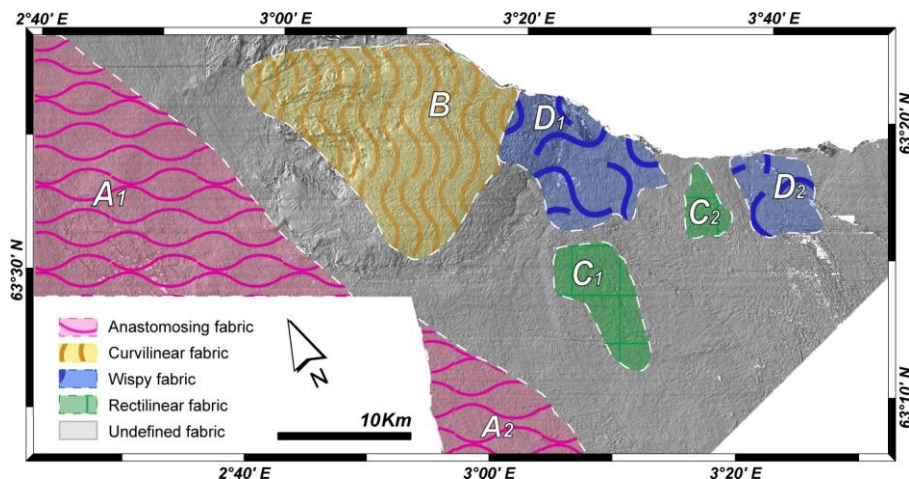 2°40' E
3°00' E
3°20' E
3°40' E
63°20' N
63°30' N
63°10' N
B
D1
A1
D2
C2
C1
A2
Anastomosing fabric
Curvilinear fabric
Wispy fabric
Rectilinear fabric
Undefined fabric
N
10Km
2°40' E
3°00' E
3°20' E